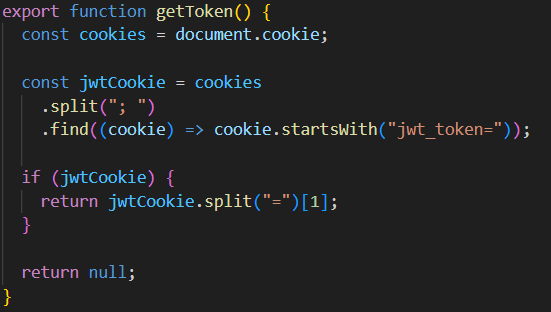 export function getToken() {
  const cookies = document.cookie;
  const jwtCookie = cookies
    .split("; ")
    .find((cookie) => cookie.startsWith("jwt_token="));
  if (jwtCookie) {
    return jwtCookie.split("=")[1];
  }
  return null;
}